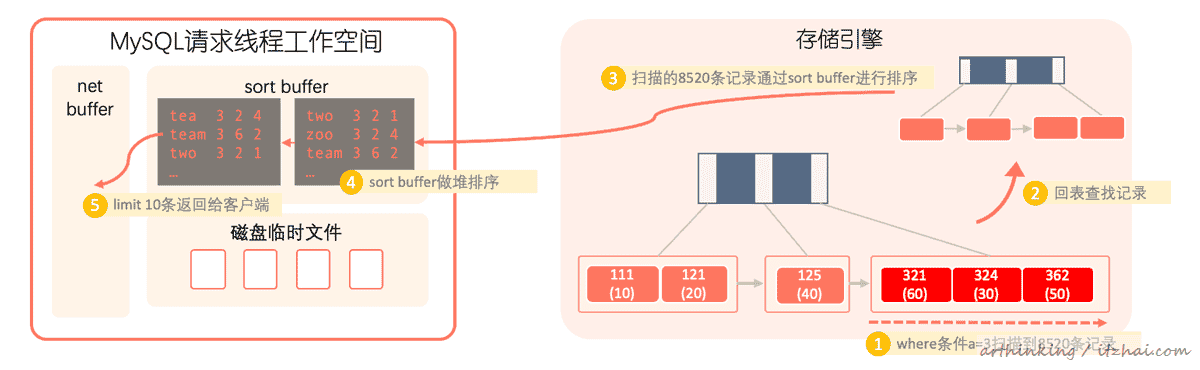 MySQL请求线程工作空间
net
buffer
sort buffer
tea 3 2 4
team 3 6 2
two 3 2 1
…
two 3 2 1
zoo 3 2 4
team 3 6 2
…
4 sort buffer做堆排序
5 limit 10条返回给客户端
磁盘临时文件
存储引擎
3 扫描的8520条记录通过sort buffer进行排序
2 回表查找记录
111
(10)
121
(20)
125
(40)
321
(60)
324
(30)
362
(50)
1 where条件a=3扫描到8520条记录
arthinking / itzhai.com